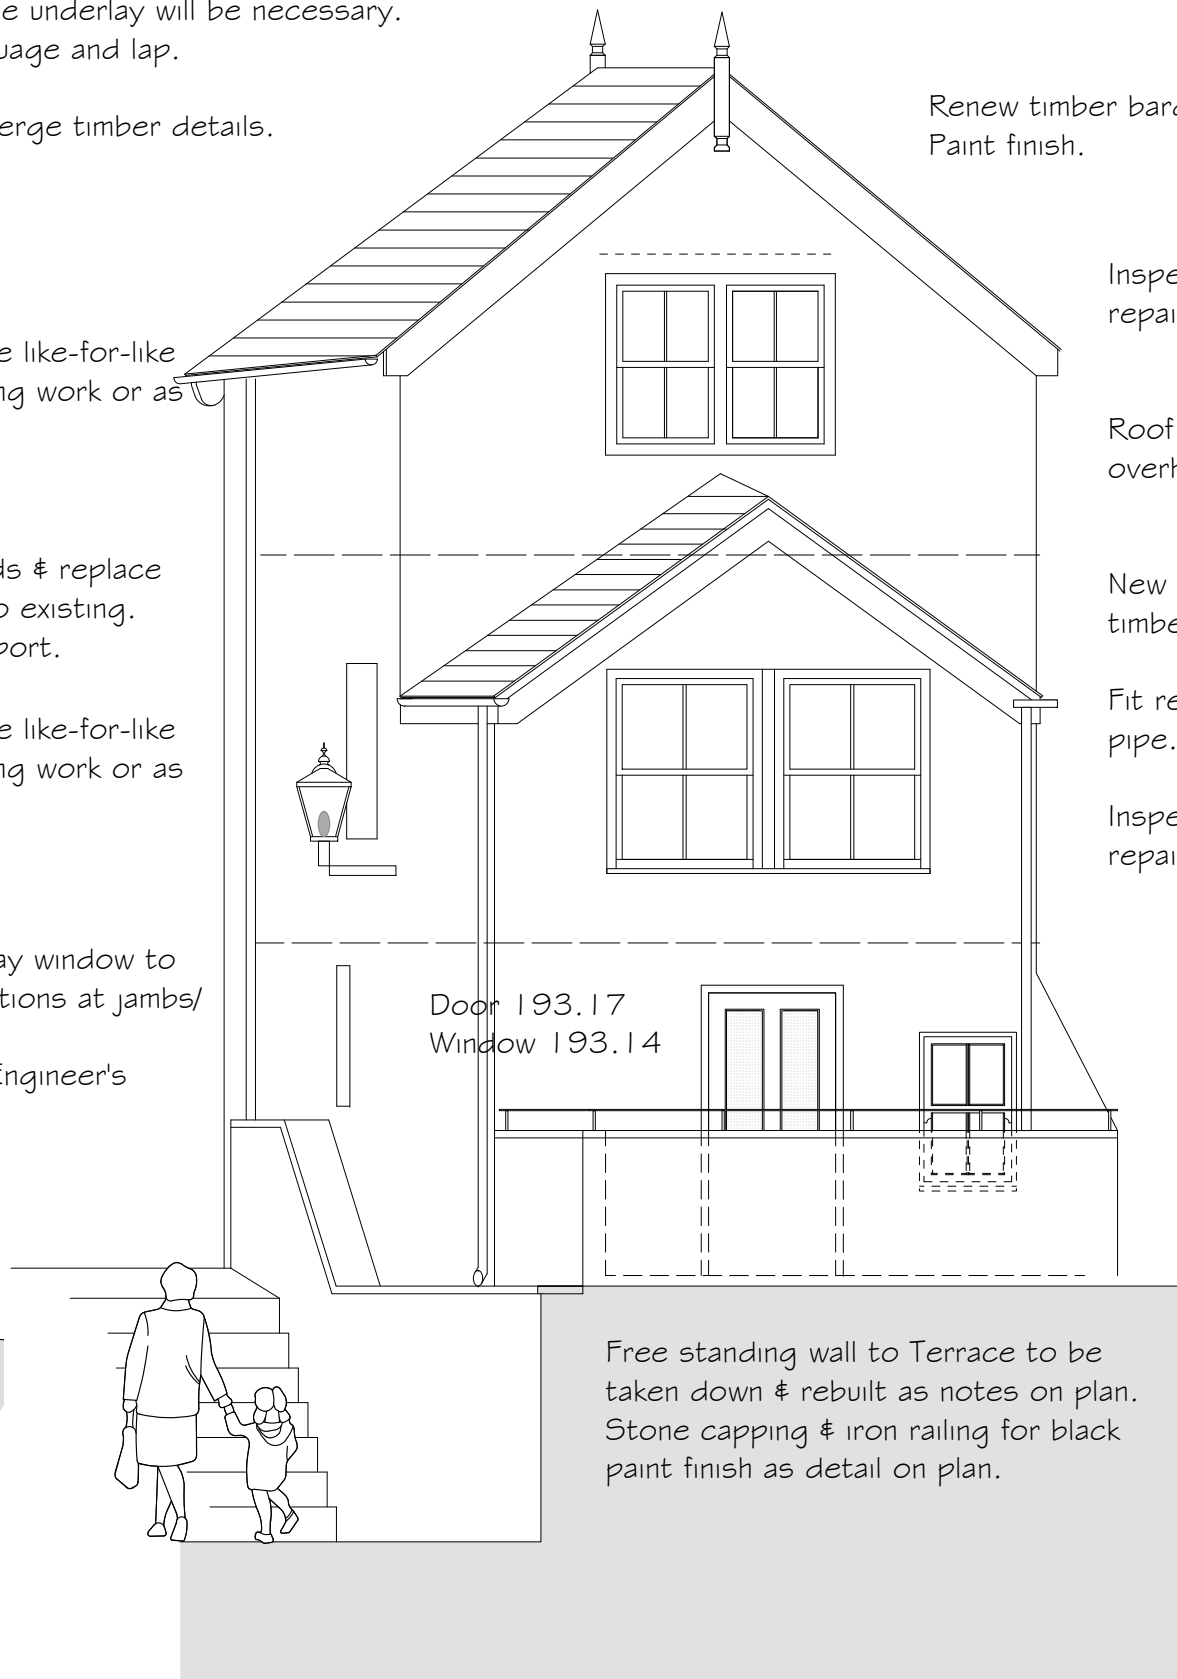 e underlay will be necessary.
uage and lap.
erge timber details.
e like-for-like
ng work or as
ds & replace
o existing.
port.
e like-for-like
ng work or as
ay window to
tions at jambs/
Engineer's
Renew timber barg
Paint finish.
Inspe
repai
Roof
overh
New
timbe
Fit re
pipe.
Inspe
repai
Door 193.17
Window 193.14
Free standing wall to Terrace to be
taken down & rebuilt as notes on plan.
Stone capping & iron railing for black
paint finish as detail on plan.